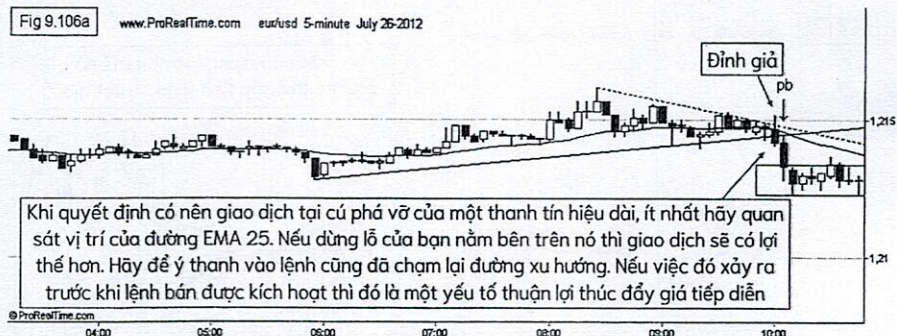 Fig 9.106a
www.ProRealTime.com eur/usd 5-minute July 26-2012
Đỉnh giả
pb
1,215
Khi quyết định có nên giao dịch tại cú phá vỡ của một thanh tín hiệu dài, ít nhất hãy quan
sát vị trí của đường EMA 25. Nếu dừng lỗ của bạn nằm bên trên nó thì giao dịch sẽ có lợi
thế hơn. Hãy để ý thanh vào lệnh cũng đã chạm lại đường xu hướng. Nếu việc đó xảy ra
trước khi lệnh bán được kích hoạt thì đó là một yếu tố thuận lợi thúc đẩy giá tiếp diễn
1,21
© ProRealTime.com
04:00 05:00 06:00 07:00 08:00 09:00 10:00